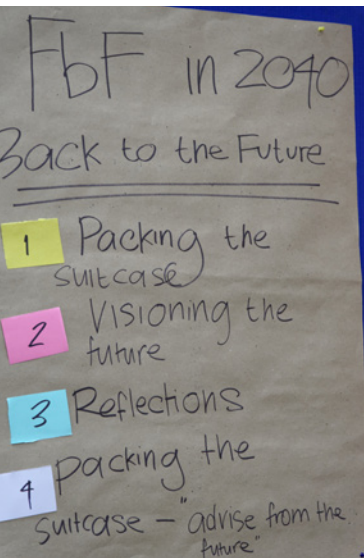 FbF in 2040
Back to the Future
1 Packing the
suitcase
2 Visioning the
future
3 Reflections
4 packing the
suitcase – "advise from the
future"